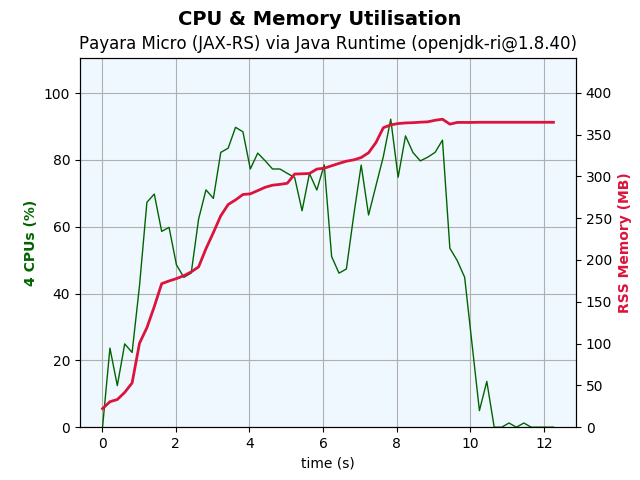 CPU & Memory Utilisation
Payara Micro (JAX-RS) via Java Runtime (openjdk-ri@1.8.40)
100
80
60
40
20
0
4 CPUs (%)
400
350
300
250
200
150
100
50
0
RSS Memory (MB)
0 2 4 6 8 10 12
time (s)